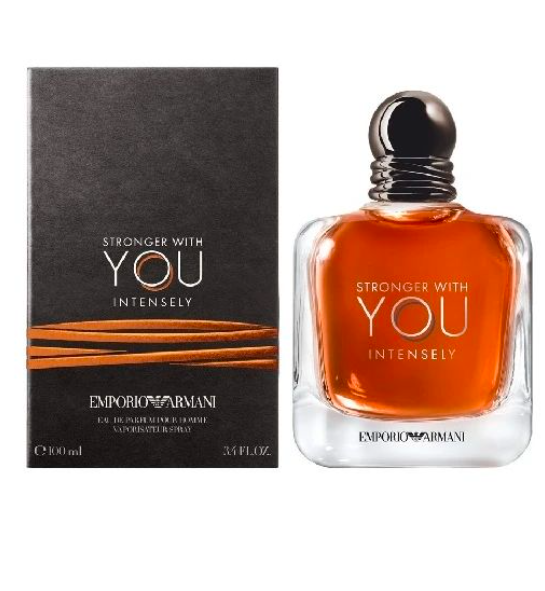 STRONGER WITH
YOU
INTENSELY
EMPORIO ARMANI
EAU DE PARFUM POUR HOMME
VAPORISATEUR SPRAY
℮ 100 ml 3.4 FL.OZ.
STRONGER WITH
YOU
INTENSELY
EMPORIO ARMANI